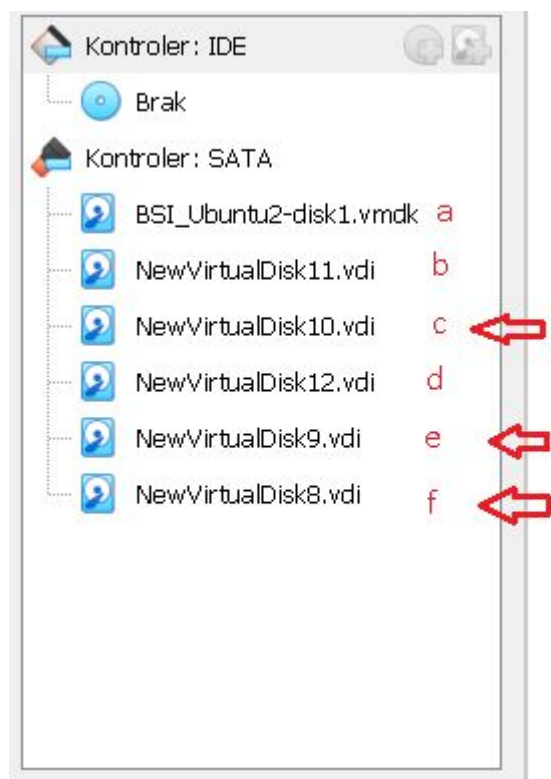 Kontroler: IDE
Brak
Kontroler: SATA
BSI_Ubuntu2-disk1.vmdk a
NewVirtualDisk11.vdi b
NewVirtualDisk10.vdi c
NewVirtualDisk12.vdi d
NewVirtualDisk9.vdi e
NewVirtualDisk8.vdi f